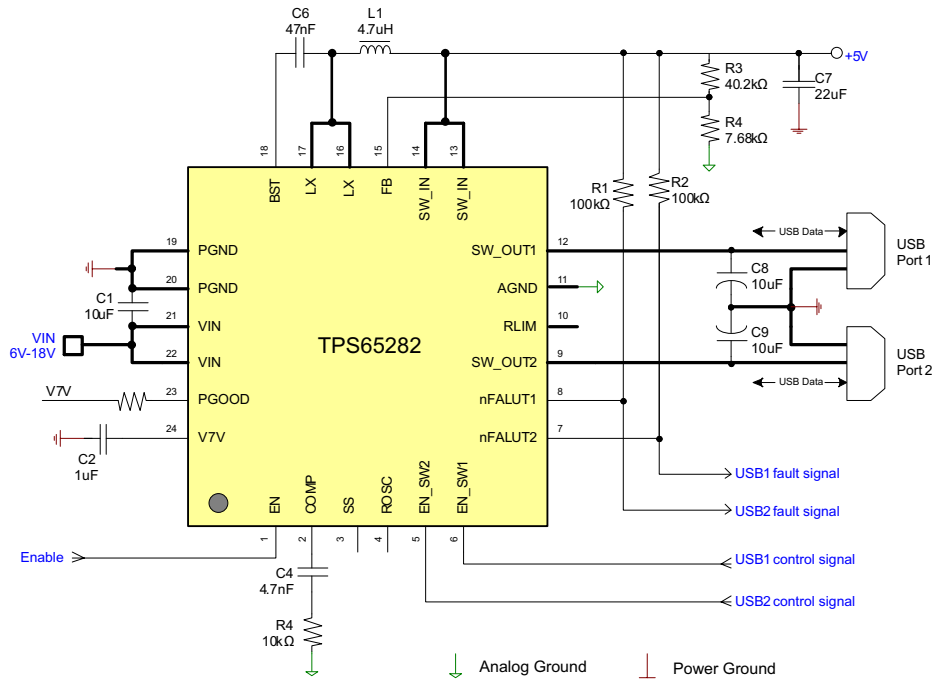 C6
47nF
L1
4.7uH
+5V
R3
40.2kΩ
C7
22uF
R4
7.68kΩ
18
17
16
15
14
13
BST
LX
LX
FB
SW_IN
SW_IN
R1
100kΩ
R2
100kΩ
19
PGND
20
PGND
C1
10uF
21
VIN
VIN
6V-18V
22
VIN
V7V
23
PGOOD
24
V7V
C2
1uF
TPS65282
SW_OUT1
12
AGND
11
RLIM
10
SW_OUT2
9
nFALUT1
8
nFALUT2
7
USB Data
USB
Port 1
C8
10uF
C9
10uF
USB
Port 2
USB Data
EN
COMP
SS
ROSC
EN_SW2
EN_SW1
1
2
3
4
5
6
USB1 fault signal
USB2 fault signal
Enable
USB1 control signal
C4
4.7nF
USB2 control signal
R4
10kΩ
Analog Ground
Power Ground